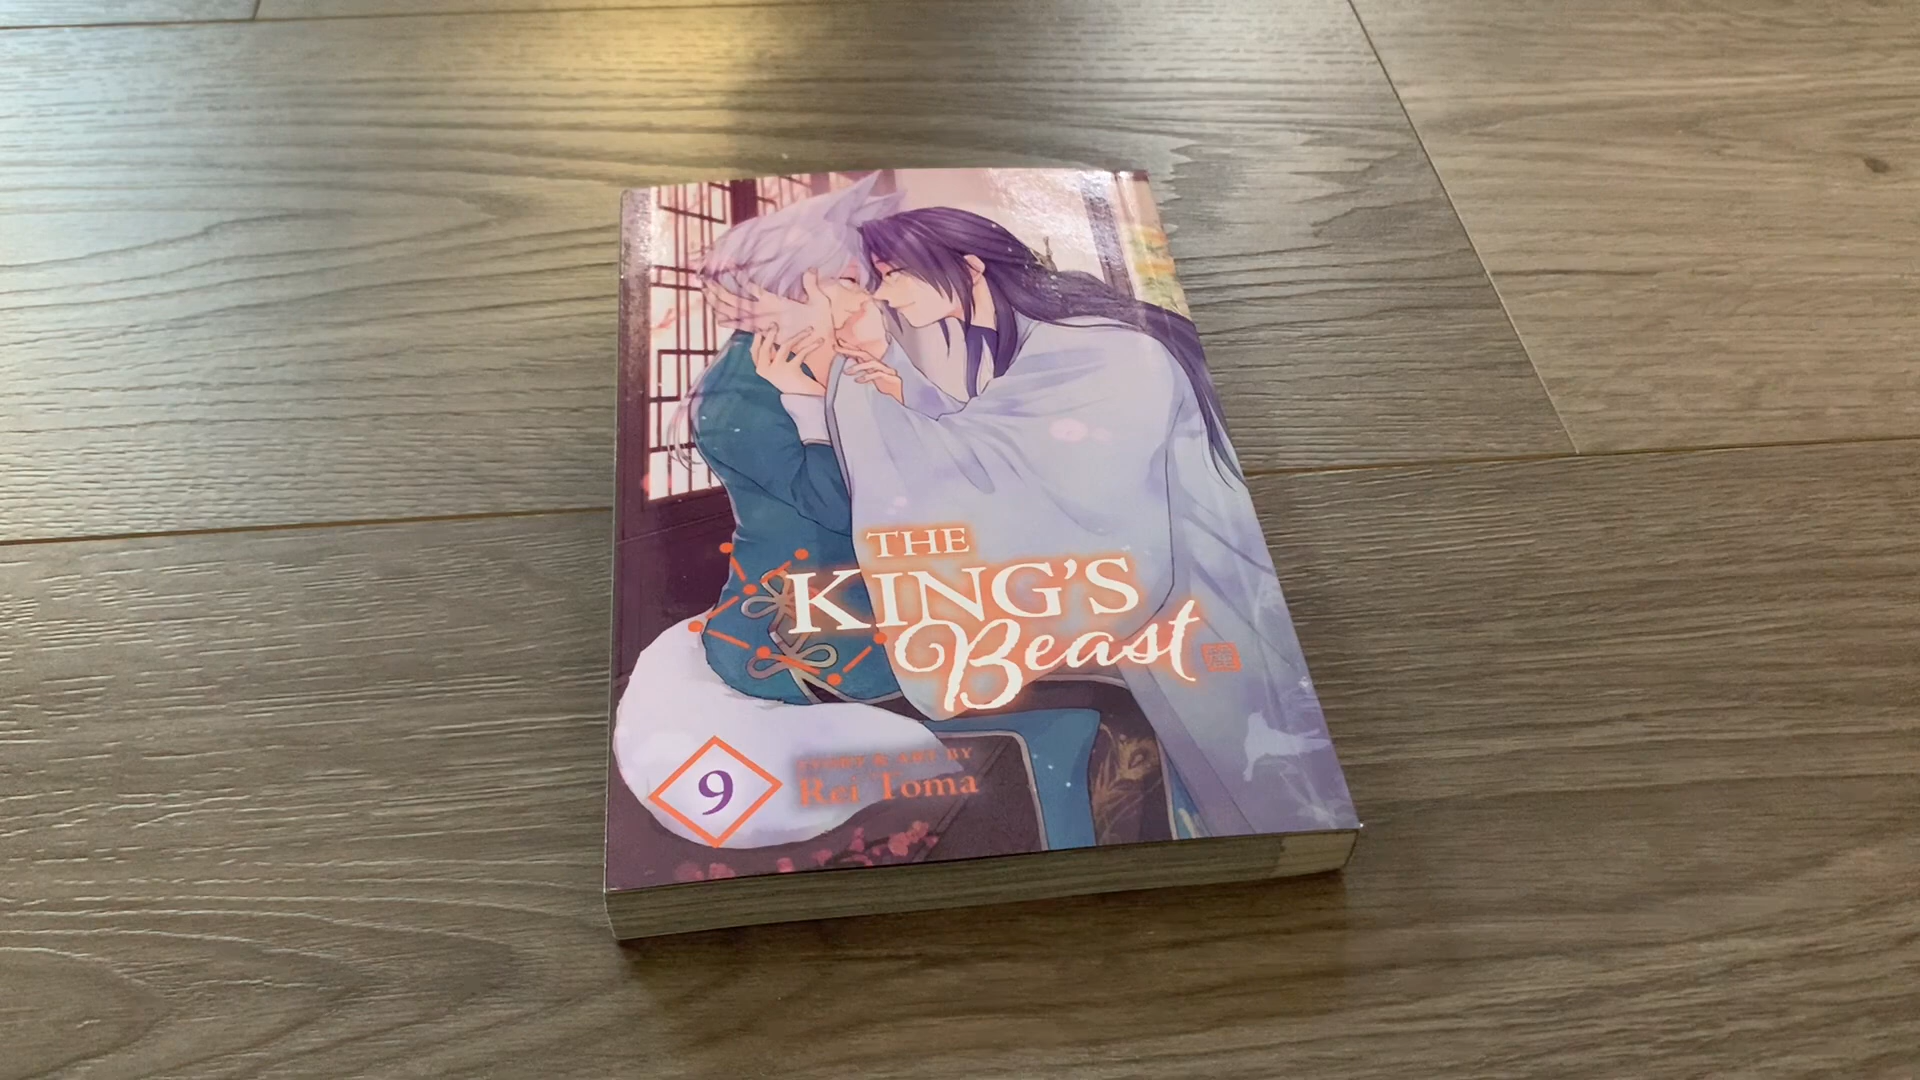 THE
KING'S
Beast
9
STORY & ART BY
Rei Toma